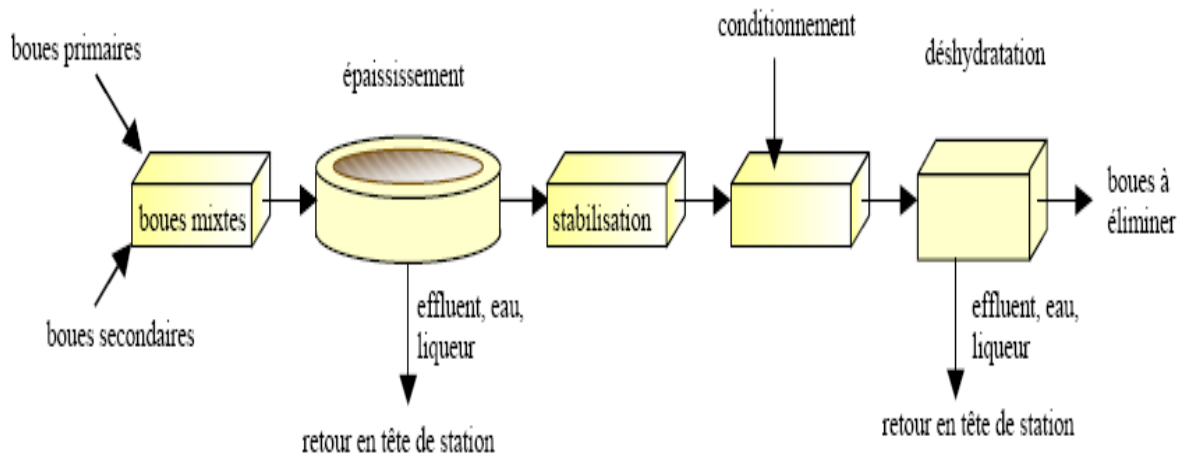 conditionnement
boues primaires
déshydratation
épaississement
boues mixtes
stabilisation
boues à
éliminer
boues secondaires
effluent, eau,
liqueur
retour en tête de station
effluent, eau,
liqueur
retour en tête de station